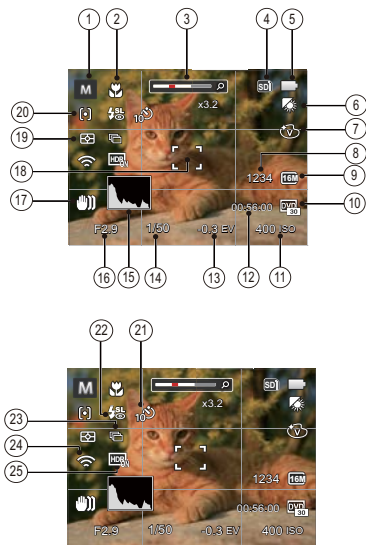 1 2 3 4 5
M SD
x3.2
20 SL 10 6
19 7
8
18 HDR ON 1234 16M 9
17 00:56:00 DVD 30 10
F2.9 1/50 -0.3 EV 400 ISO
16 15 14 13 12 11
22 21
M SD
x3.2
SL 10
23
24
HDR ON 1234 16M
25
00:56:00 DVD 30
F2.9 1/50 -0.3 EV 400 ISO